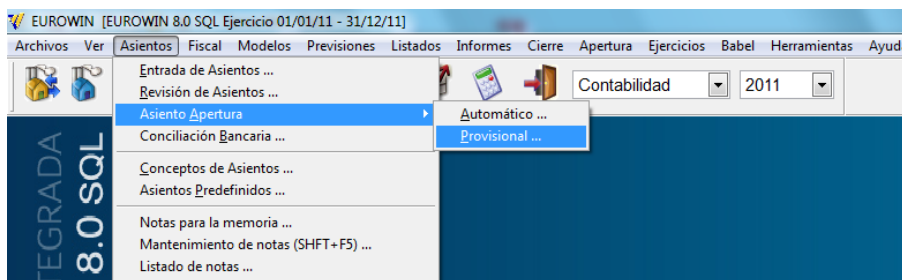 EUROWIN [EUROWIN 8.0 SQL Ejercicio 01/01/11 - 31/12/11]
Archivos Ver Asientos Fiscal Modelos Previsiones Listados Informes Cierre Apertura Ejercicios Babel Herramientas Ayud
Entrada de Asientos ...
Revisión de Asientos ...
Contabilidad 2011
Asiento Apertura
Automático ...
Provisional ...
Conciliación Bancaria ...
Conceptos de Asientos ...
Asientos Predefinidos ...
Notas para la memoria ...
Mantenimiento de notas (SHFT+F5) ...
Listado de notas ...
TEGRADA
8.0 SQL